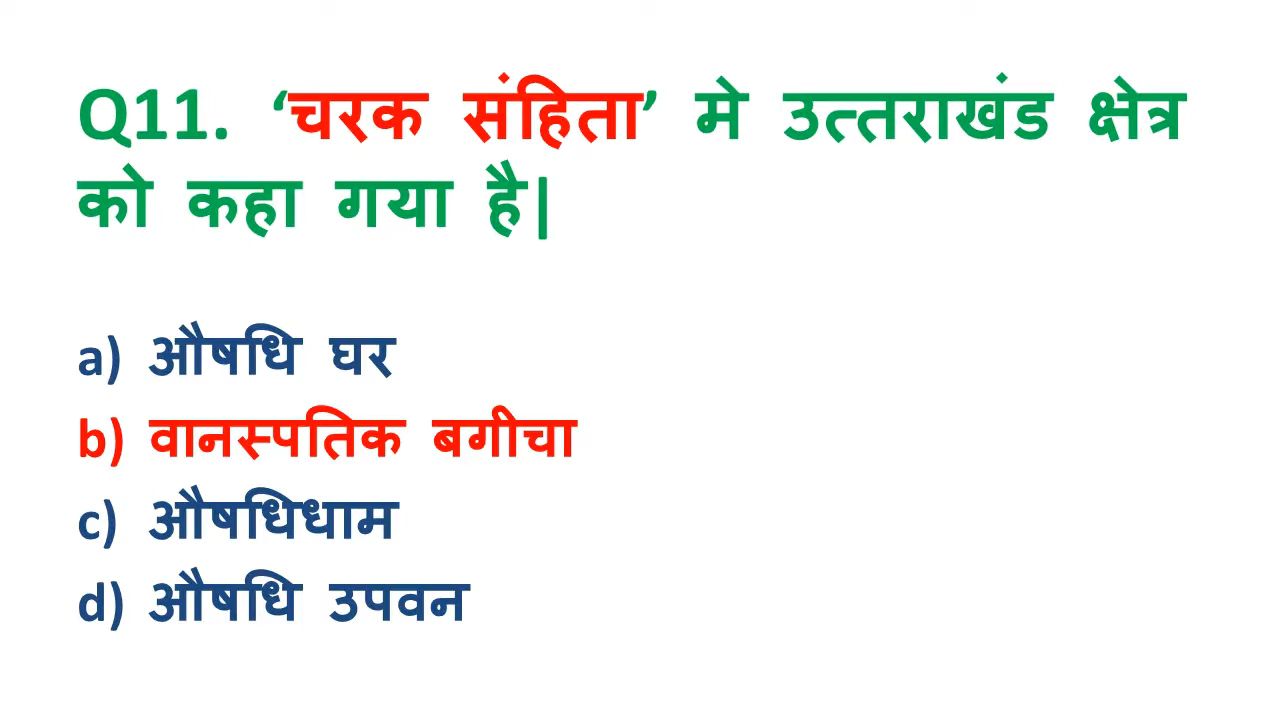 Q11. ‘चरक संहिता’ मे उत्तराखंड क्षेत्र
को कहा गया है|
a) औषधि घर
b) वानस्पतिक बगीचा
c) औषधिधाम
d) औषधि उपवन